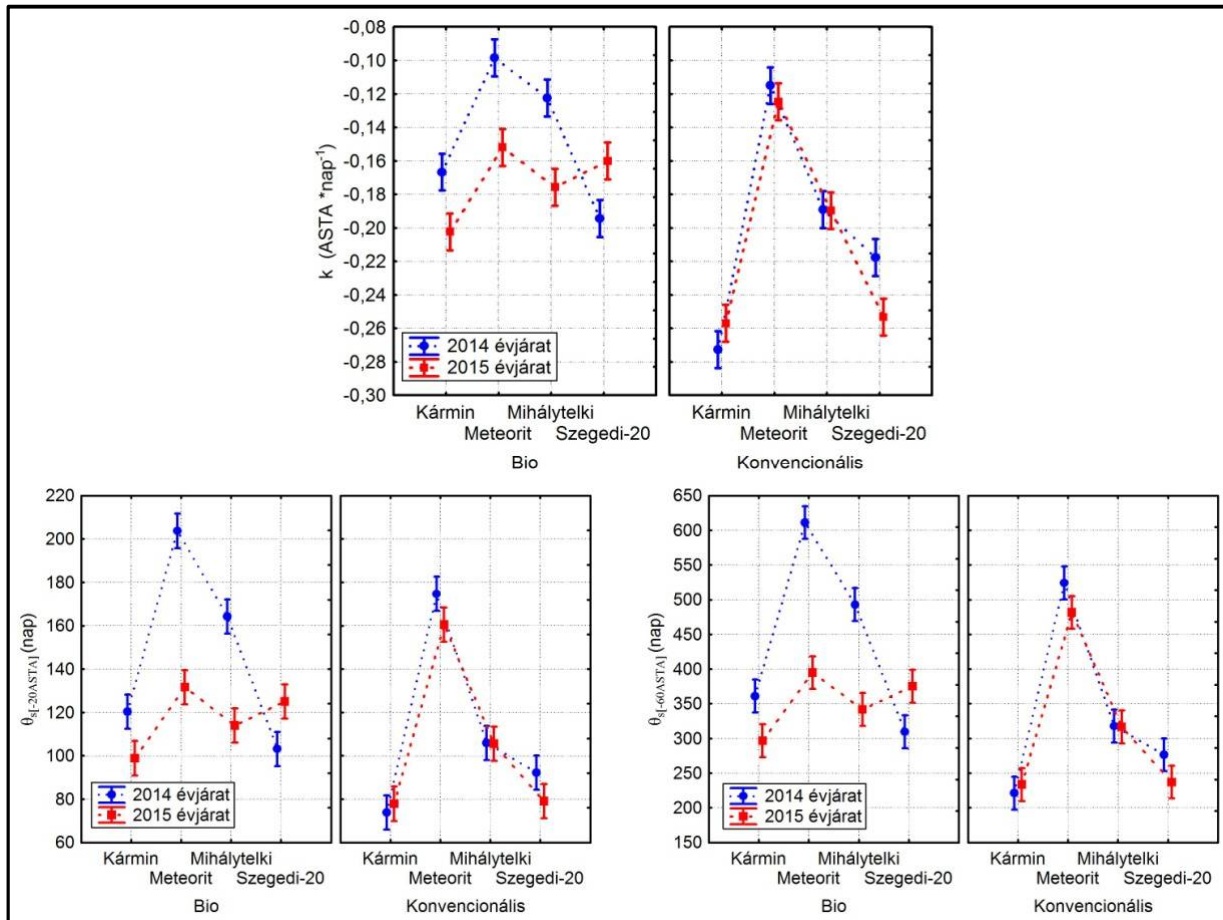 -0,08
-0,10
-0,12
-0,14
-0,16
-0,18
-0,20
-0,22
-0,24
-0,26
-0,28
-0,30
k (ASTA *nap⁻¹)
2014 évjárat
2015 évjárat
Kármin Mihálytelki
Meteorit Szegedi-20
Bio
Kármin Mihálytelki
Meteorit Szegedi-20
Konvencionális
220
200
180
160
140
120
100
80
60
θs[-20ASTA] (nap)
2014 évjárat
2015 évjárat
Kármin Mihálytelki
Meteorit Szegedi-20
Bio
Kármin Mihálytelki
Meteorit Szegedi-20
Konvencionális
650
600
550
500
450
400
350
300
250
200
150
θs[-60ASTA] (nap)
2014 évjárat
2015 évjárat
Kármin Mihálytelki
Meteorit Szegedi-20
Bio
Kármin Mihálytelki
Meteorit Szegedi-20
Konvencionális